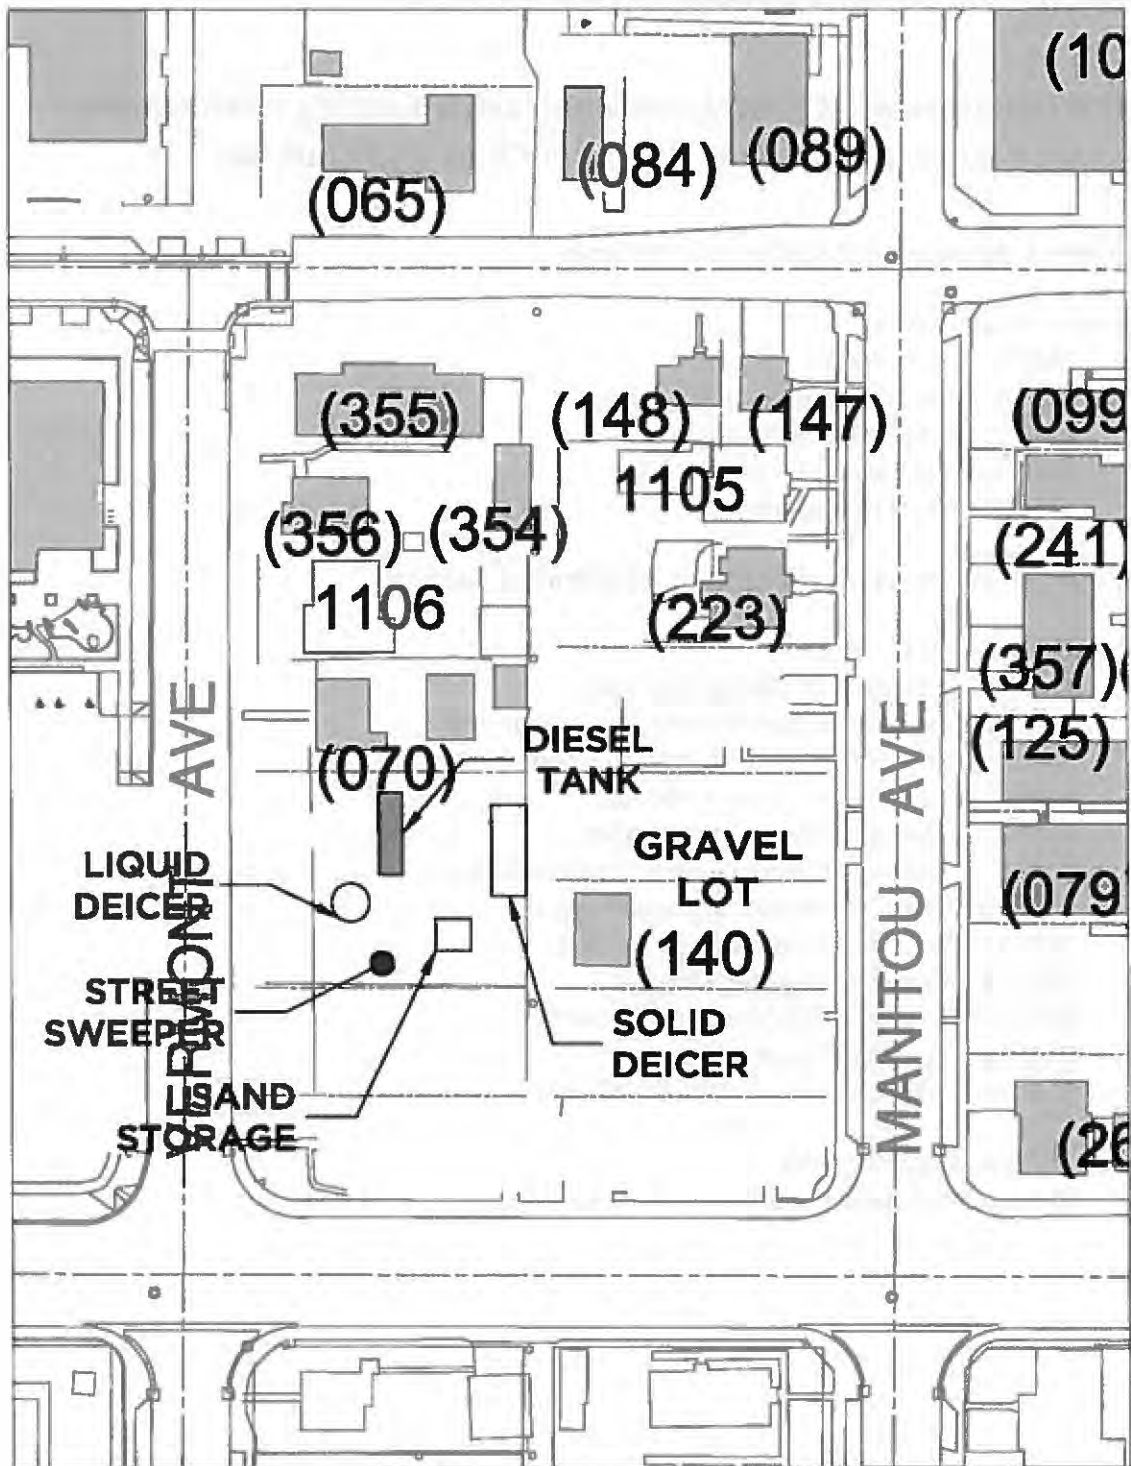 (10
(084)
(089)
(065)
(355)
(148)
(147)
(099
1105
(356)
(354)
(241)
1106
(223)
(357)(
(125)
(070)
DIESEL
TANK
VERMONT AVE
MANITOU AVE
LIQUID
DEICER
GRAVEL
LOT
(079
(140)
STREET
SWEEPER
SOLID
DEICER
SAND
STORAGE
(26